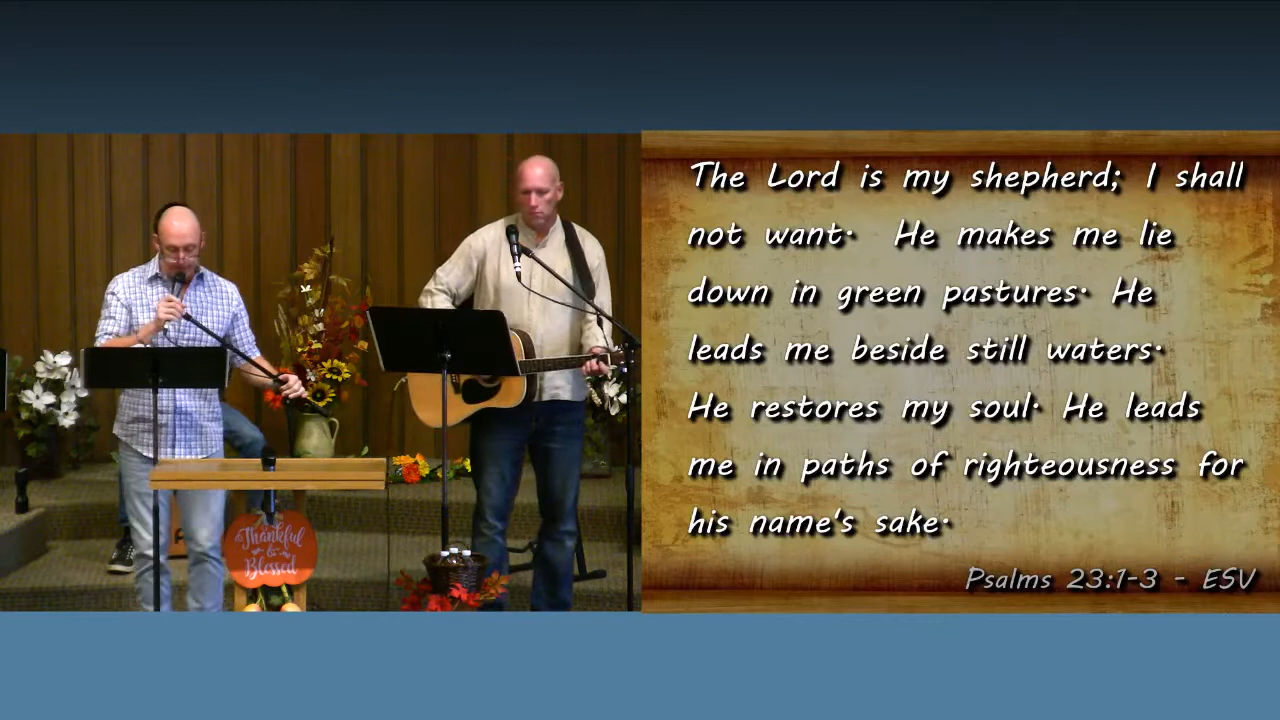 The Lord is my shepherd; I shall
not want. He makes me lie
down in green pastures. He
leads me beside still waters.
He restores my soul. He leads
me in paths of righteousness for
his name's sake.
Psalms 23:1-3 - ESV
Thankful
&
Blessed